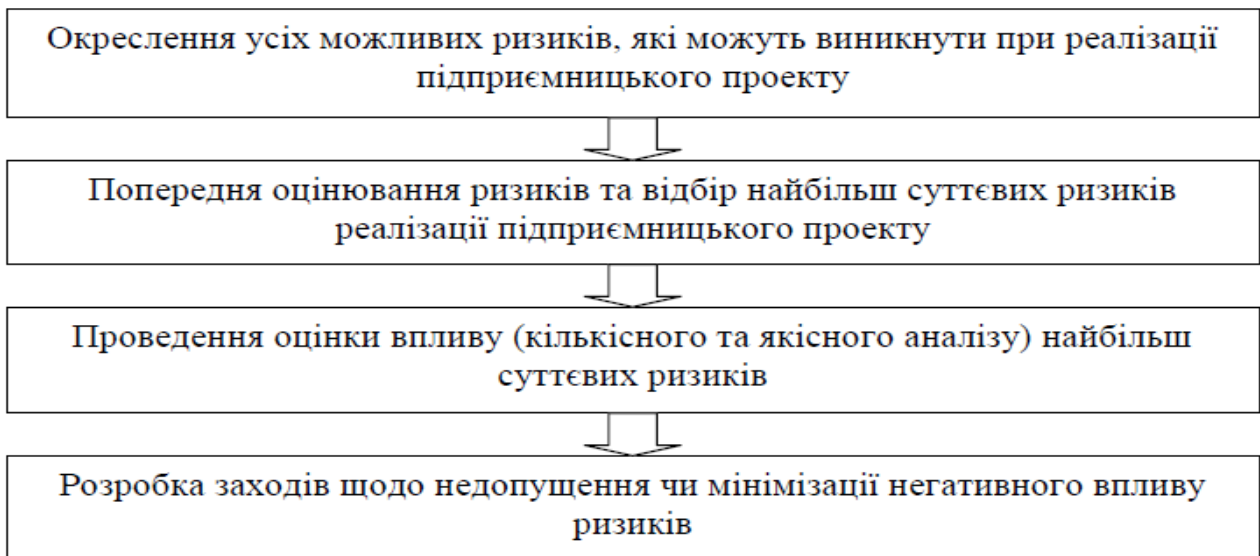 Окреслення усіх можливих ризиків, які можуть виникнути при реалізації
підприємницького проекту
Попередня оцінювання ризиків та відбір найбільш суттєвих ризиків
реалізації підприємницького проекту
Проведення оцінки впливу (кількісного та якісного аналізу) найбільш
суттєвих ризиків
Розробка заходів щодо недопущення чи мінімізації негативного впливу
ризиків